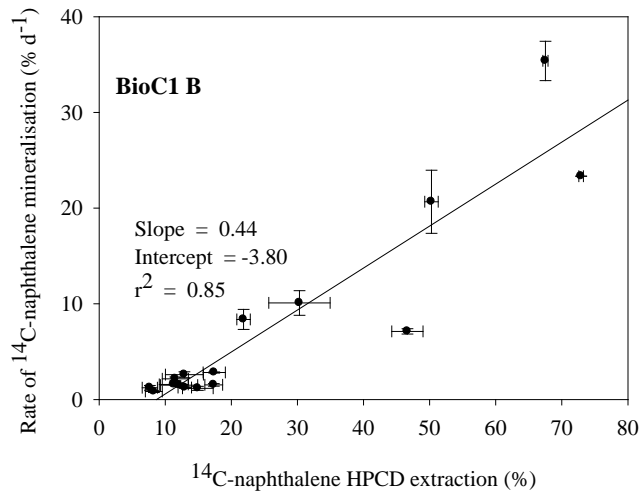 Rate of ¹⁴C-naphthalene mineralisation (% d⁻¹)
40
30
20
10
0
BioC1 B
Slope = 0.44
Intercept = -3.80
r² = 0.85
0 10 20 30 40 50 60 70 80
¹⁴C-naphthalene HPCD extraction (%)